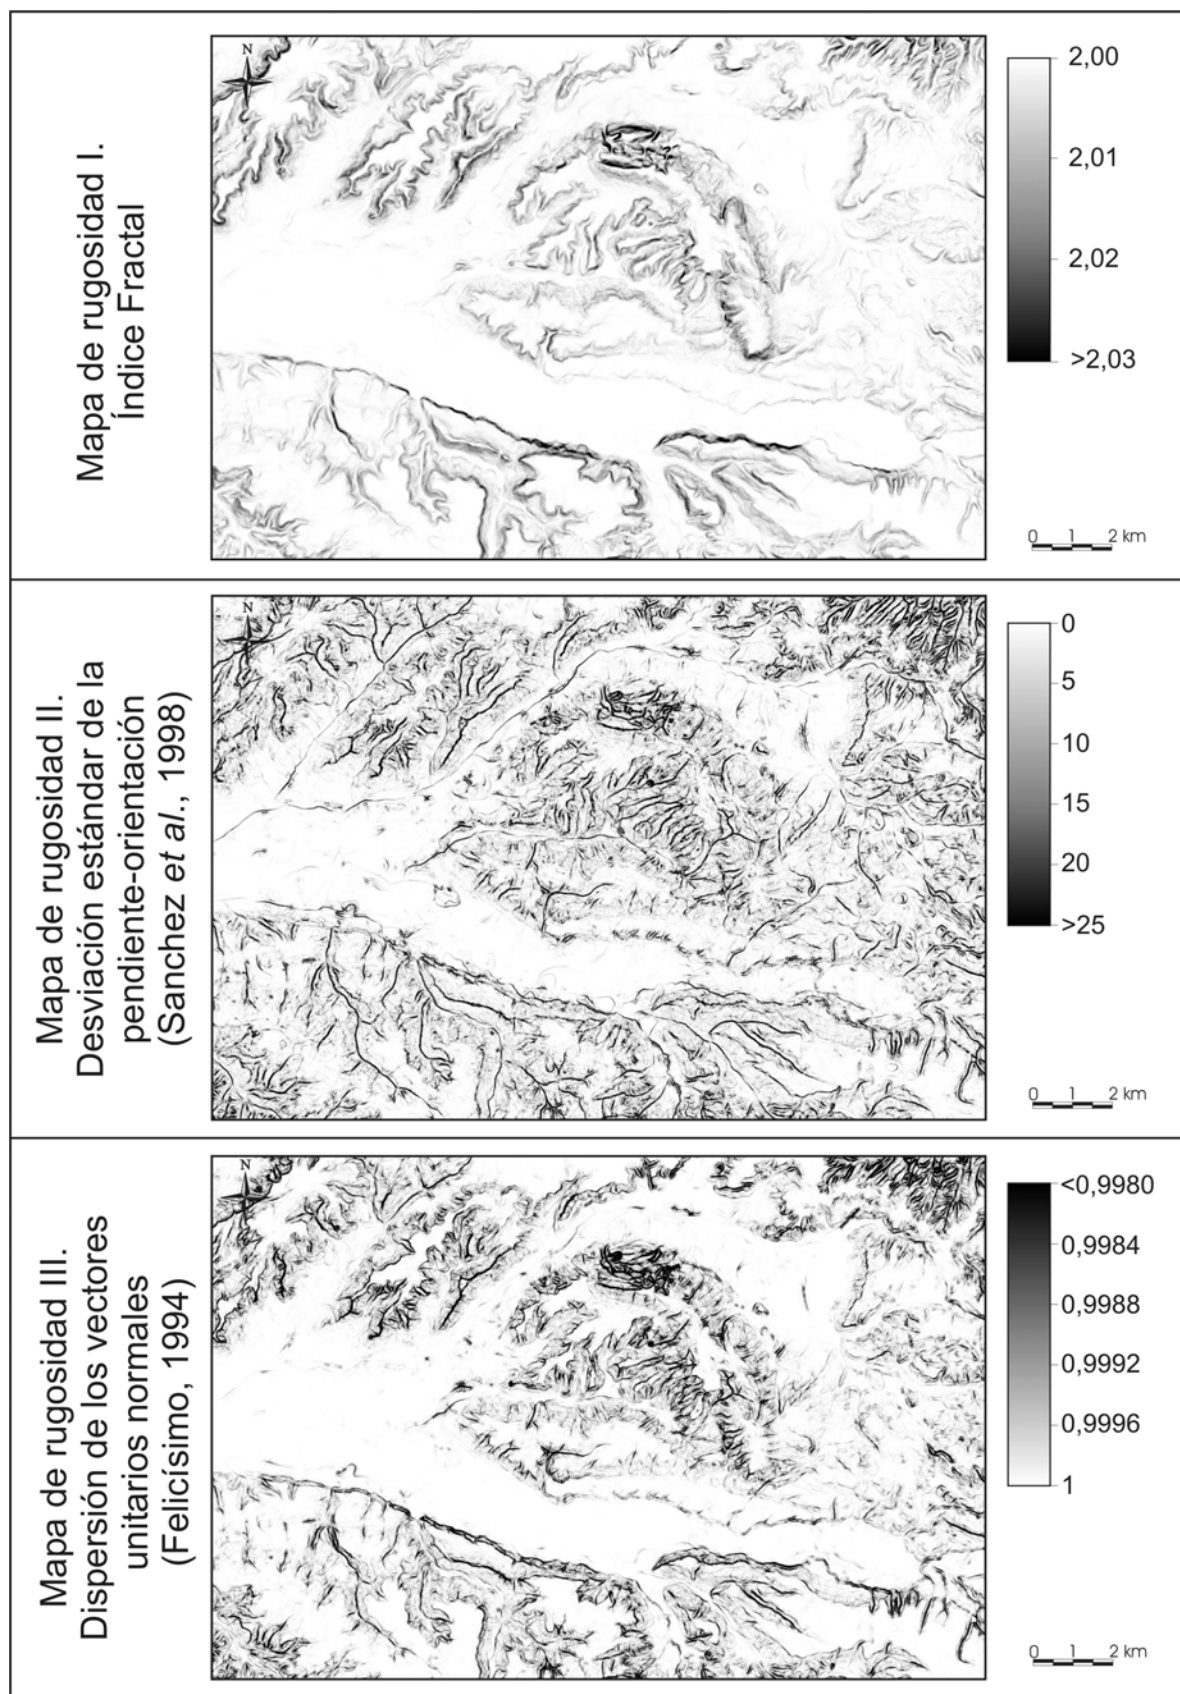 Mapa de rugosidad I.
Índice Fractal
N
2,00
2,01
2,02
>2,03
0 1 2 km
Mapa de rugosidad II.
Desviación estándar de la
pendiente-orientación
(Sanchez et al., 1998)
N
0
5
10
15
20
>25
0 1 2 km
Mapa de rugosidad III.
Dispersión de los vectores
unitarios normales
(Felicísimo, 1994)
N
<0,9980
0,9984
0,9988
0,9992
0,9996
1
0 1 2 km